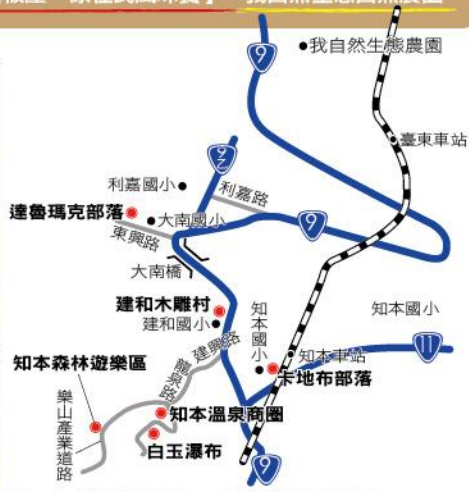 9
我自然生態農園
臺東車站
9乙
利嘉國小
利嘉路
達魯瑪克部落
大南國小
東興路
9
大南橋
建和木雕村
建和國小
知本國小
知本國小
建興路
11
知本車站
卡地布部落
知本森林遊樂區
龍泉路
知本溫泉商圈
樂山產業道路
白玉瀑布
9